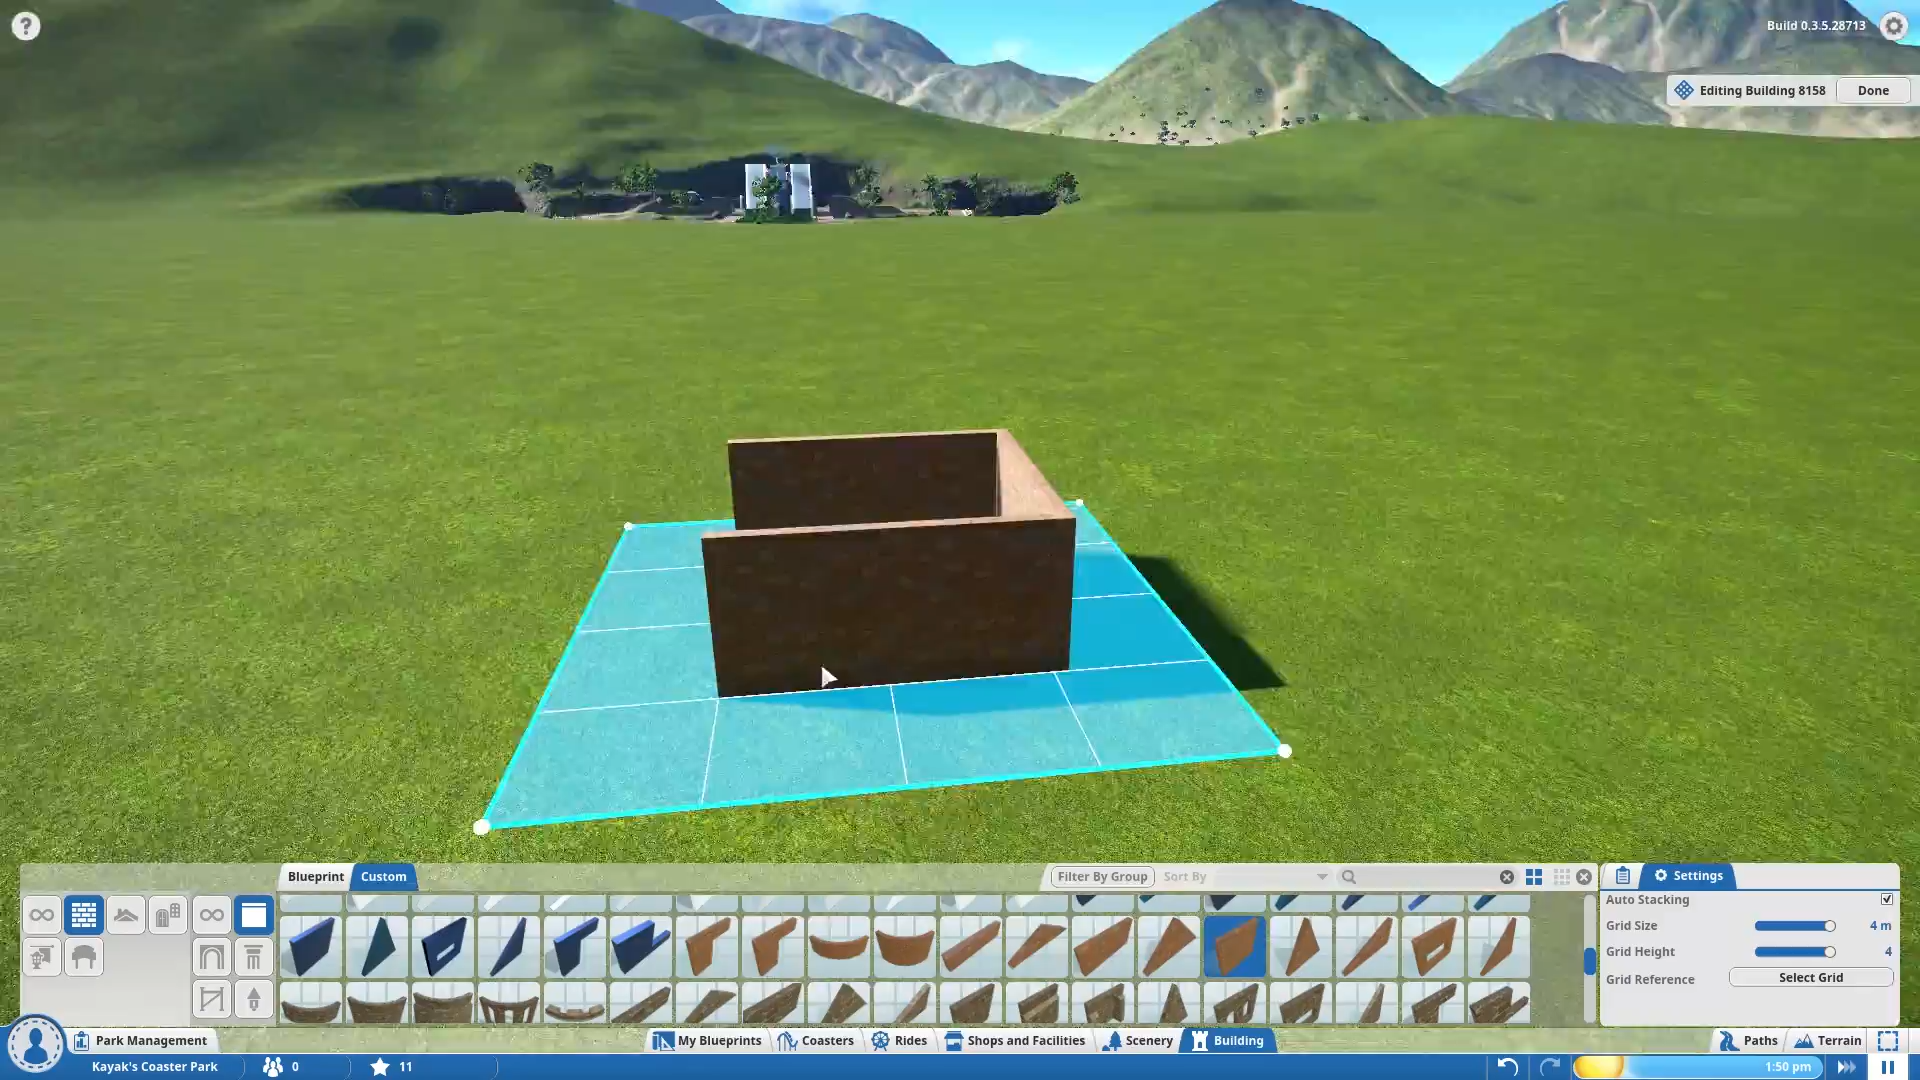 ?
Build 0.3.5.28713
Editing Building 8158
Done
Blueprint
Custom
Filter By Group
Sort By
Settings
Auto Stacking
Grid Size
4 m
Grid Height
4
Grid Reference
Select Grid
Park Management
My Blueprints
Coasters
Rides
Shops and Facilities
Scenery
Building
Paths
Terrain
Kayak's Coaster Park
0
11
1:50 pm